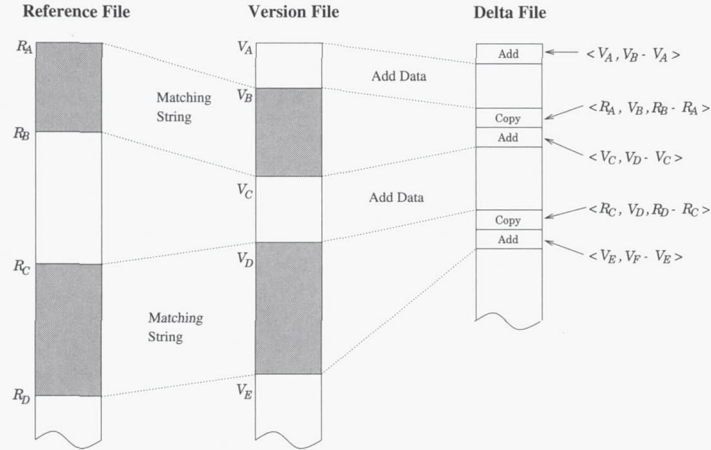 Reference File
Version File
Delta File
R_A
V_A
Add
< V_A , V_B - V_A >
Add Data
Matching
String
V_B
< R_A , V_B, R_B - R_A >
Copy
R_B
Add
< V_C , V_D - V_C >
V_C
Add Data
< R_C , V_D, R_D - R_C >
Copy
Add
R_C
V_D
< V_E , V_F - V_E >
Matching
String
V_E
R_D